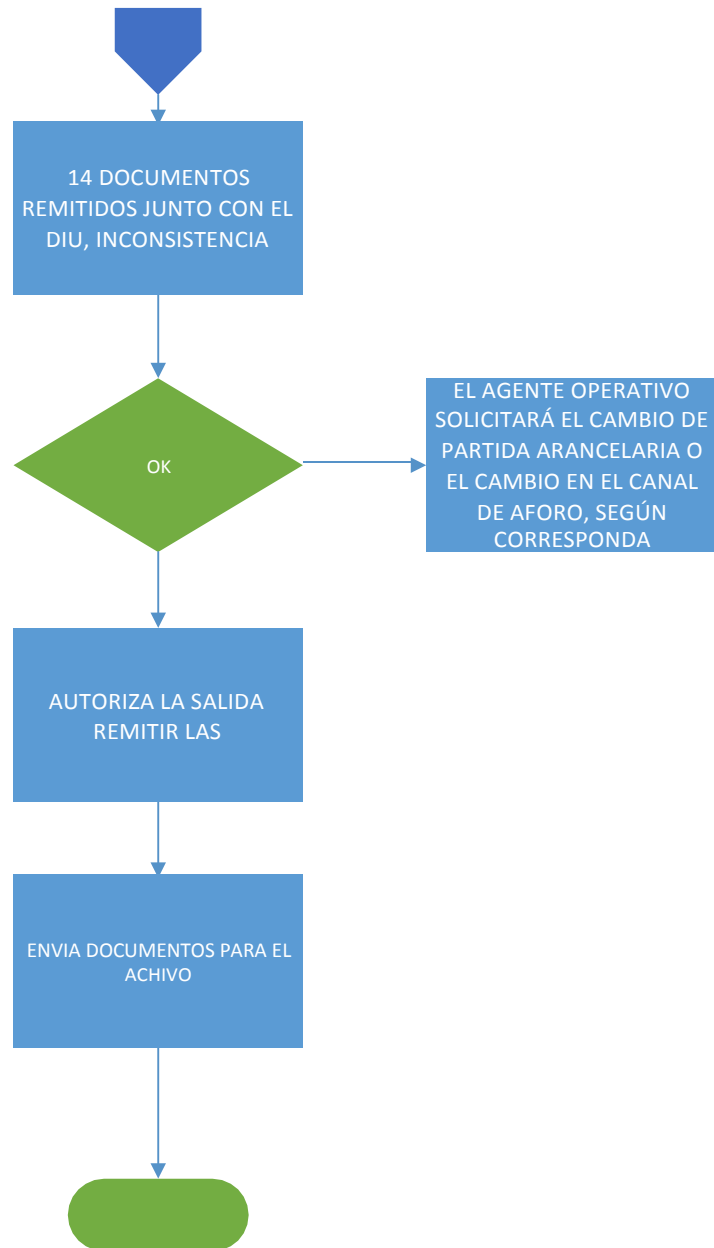 14 DOCUMENTOS
REMITIDOS JUNTO CON EL
DIU, INCONSISTENCIA
OK
EL AGENTE OPERATIVO
SOLICITARÁ EL CAMBIO DE
PARTIDA ARANCELARIA O
EL CAMBIO EN EL CANAL
DE AFORO, SEGÚN
CORRESPONDA
AUTORIZA LA SALIDA
REMITIR LAS
ENVIA DOCUMENTOS PARA EL
ACHIVO